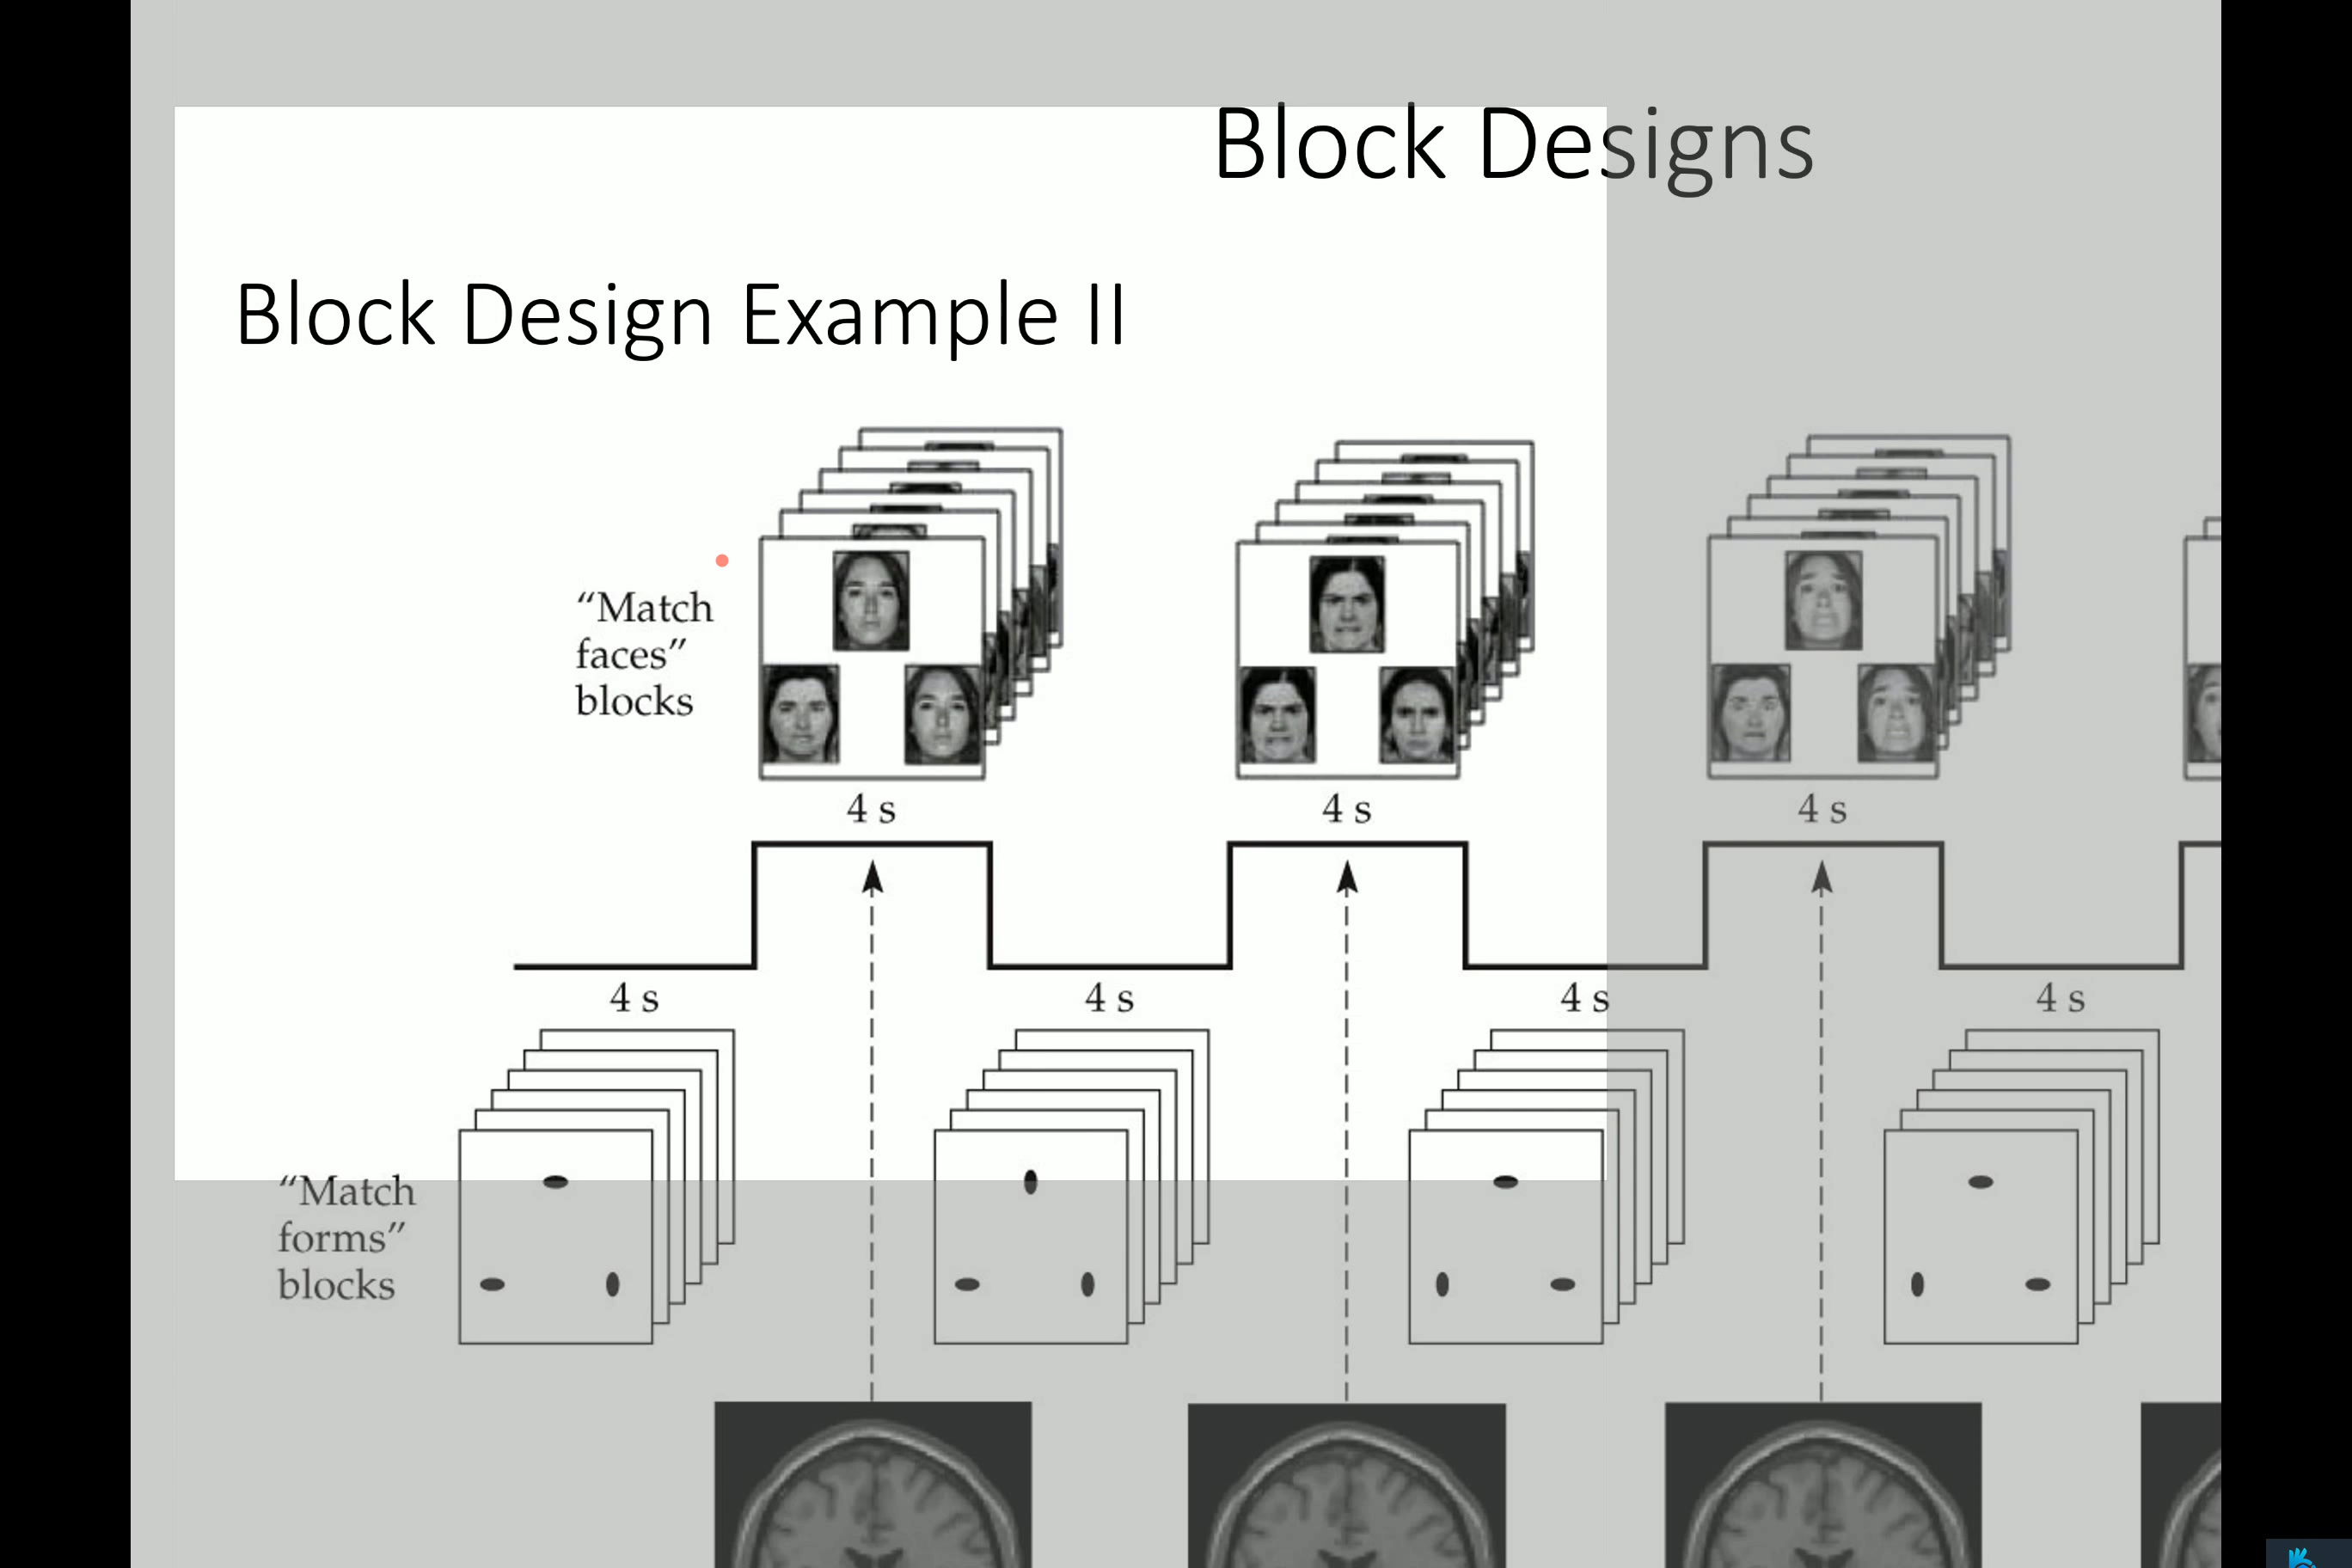 Block Designs
Block Design Example II
“Match
faces”
blocks
4 s
4 s
4 s
4 s
4 s
4 s
4 s
“Match
forms”
blocks